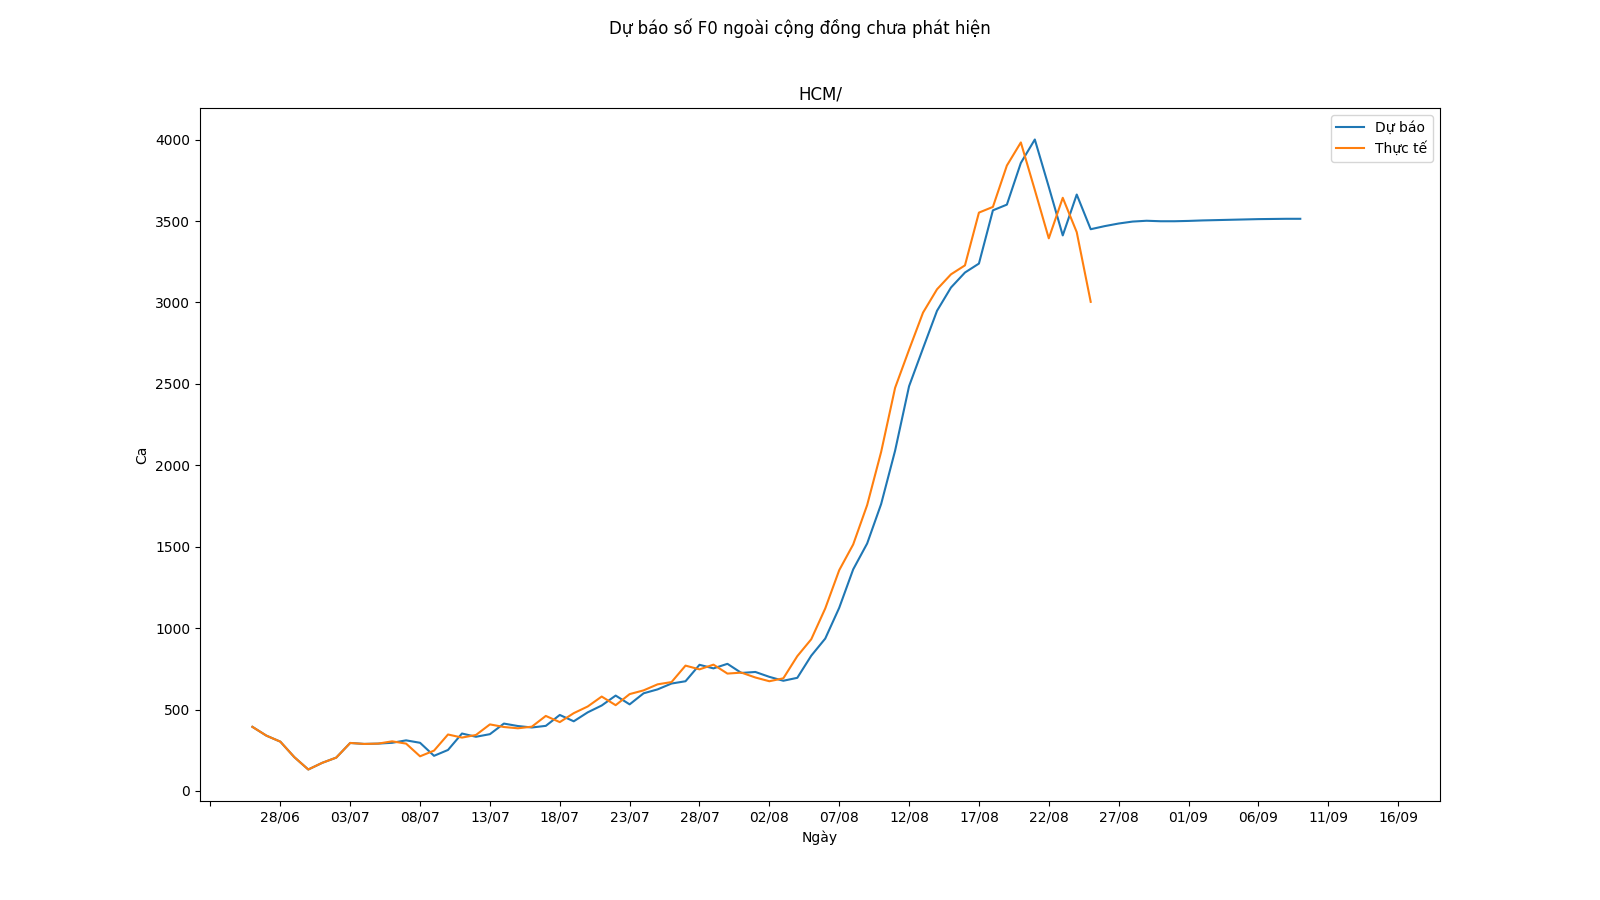 Dự báo số F0 ngoài cộng đồng chưa phát hiện
HCM/
Dự báo
Thực tế
4000
3500
3000
2500
2000
1500
1000
500
0
Ca
28/06 03/07 08/07 13/07 18/07 23/07 28/07 02/08 07/08 12/08 17/08 22/08 27/08 01/09 06/09 11/09 16/09
Ngày